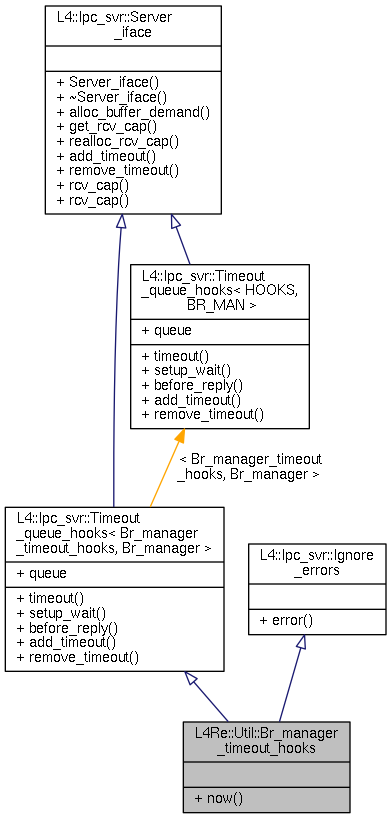 L4::Ipc_svr::Server
_iface
+ Server_iface()
+ ~Server_iface()
+ alloc_buffer_demand()
+ get_rcv_cap()
+ realloc_rcv_cap()
+ add_timeout()
+ remove_timeout()
+ rcv_cap()
+ rcv_cap()
L4::Ipc_svr::Timeout
_queue_hooks< HOOKS,
BR_MAN >
+ queue
+ timeout()
+ setup_wait()
+ before_reply()
+ add_timeout()
+ remove_timeout()
< Br_manager_timeout
_hooks, Br_manager >
L4::Ipc_svr::Timeout
_queue_hooks< Br_manager
_timeout_hooks, Br_manager >
+ queue
+ timeout()
+ setup_wait()
+ before_reply()
+ add_timeout()
+ remove_timeout()
L4::Ipc_svr::Ignore
_errors
+ error()
L4Re::Util::Br_manager
_timeout_hooks
+ now()